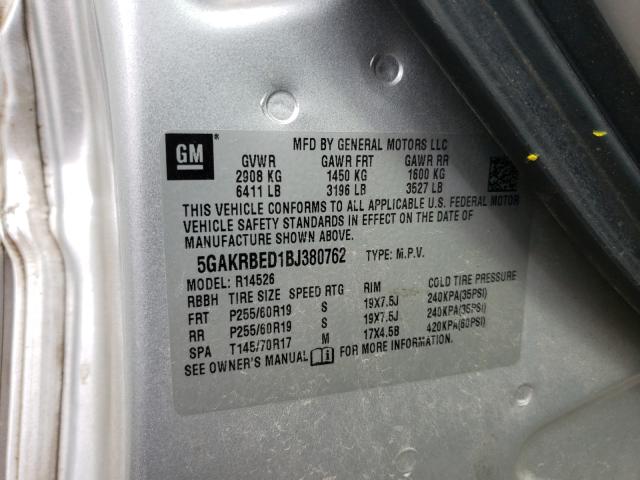 GM
MFD BY GENERAL MOTORS LLC
GVWR GAWR FRT GAWR RR
2908 KG 1450 KG 1600 KG
6411 LB 3196 LB 3527 LB
THIS VEHICLE CONFORMS TO ALL APPLICABLE U.S. FEDERAL MOTOR
VEHICLE SAFETY STANDARDS IN EFFECT ON THE DATE OF
MANUFACTURE SHOWN ABOVE.
5GAKRBED1BJ380762 TYPE: M.P.V.
MODEL: R14526
RBBH TIRE SIZE SPEED RTG RIM COLD TIRE PRESSURE
FRT P255/60R19 S 19X7.5J 240KPA(35PSI)
RR P255/60R19 S 19X7.5J 240KPA(35PSI)
SPA T145/70R17 M 17X4.5B 420KPA(60PSI)
SEE OWNER'S MANUAL FOR MORE INFORMATION.